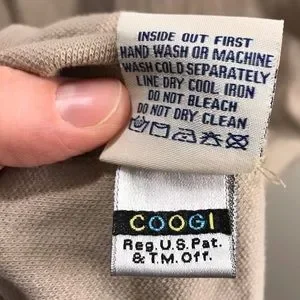 INSIDE OUT FIRST
HAND WASH OR MACHINE
WASH COLD SEPARATELY
LINE DRY COOL IRON
DO NOT BLEACH
DO NOT DRY CLEAN
COOGI
Reg.U.S.Pat.
& T.M.Off.